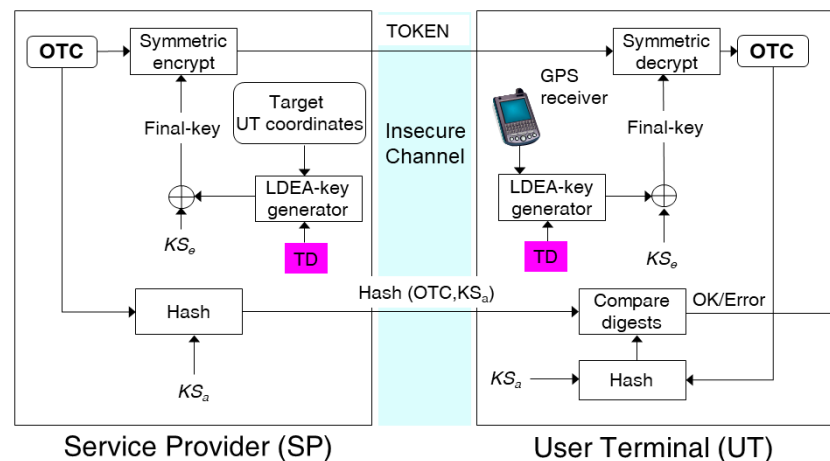 OTC
Symmetric
encrypt
TOKEN
Symmetric
decrypt
OTC
GPS
receiver
Target
UT coordinates
Insecure
Channel
Final-key
Final-key
LDEA-key
generator
LDEA-key
generator
KSe
TD
TD
KSe
Hash (OTC,KSa)
Hash
Compare
digests
OK/Error
KSa
KSa
Hash
Service Provider (SP)
User Terminal (UT)